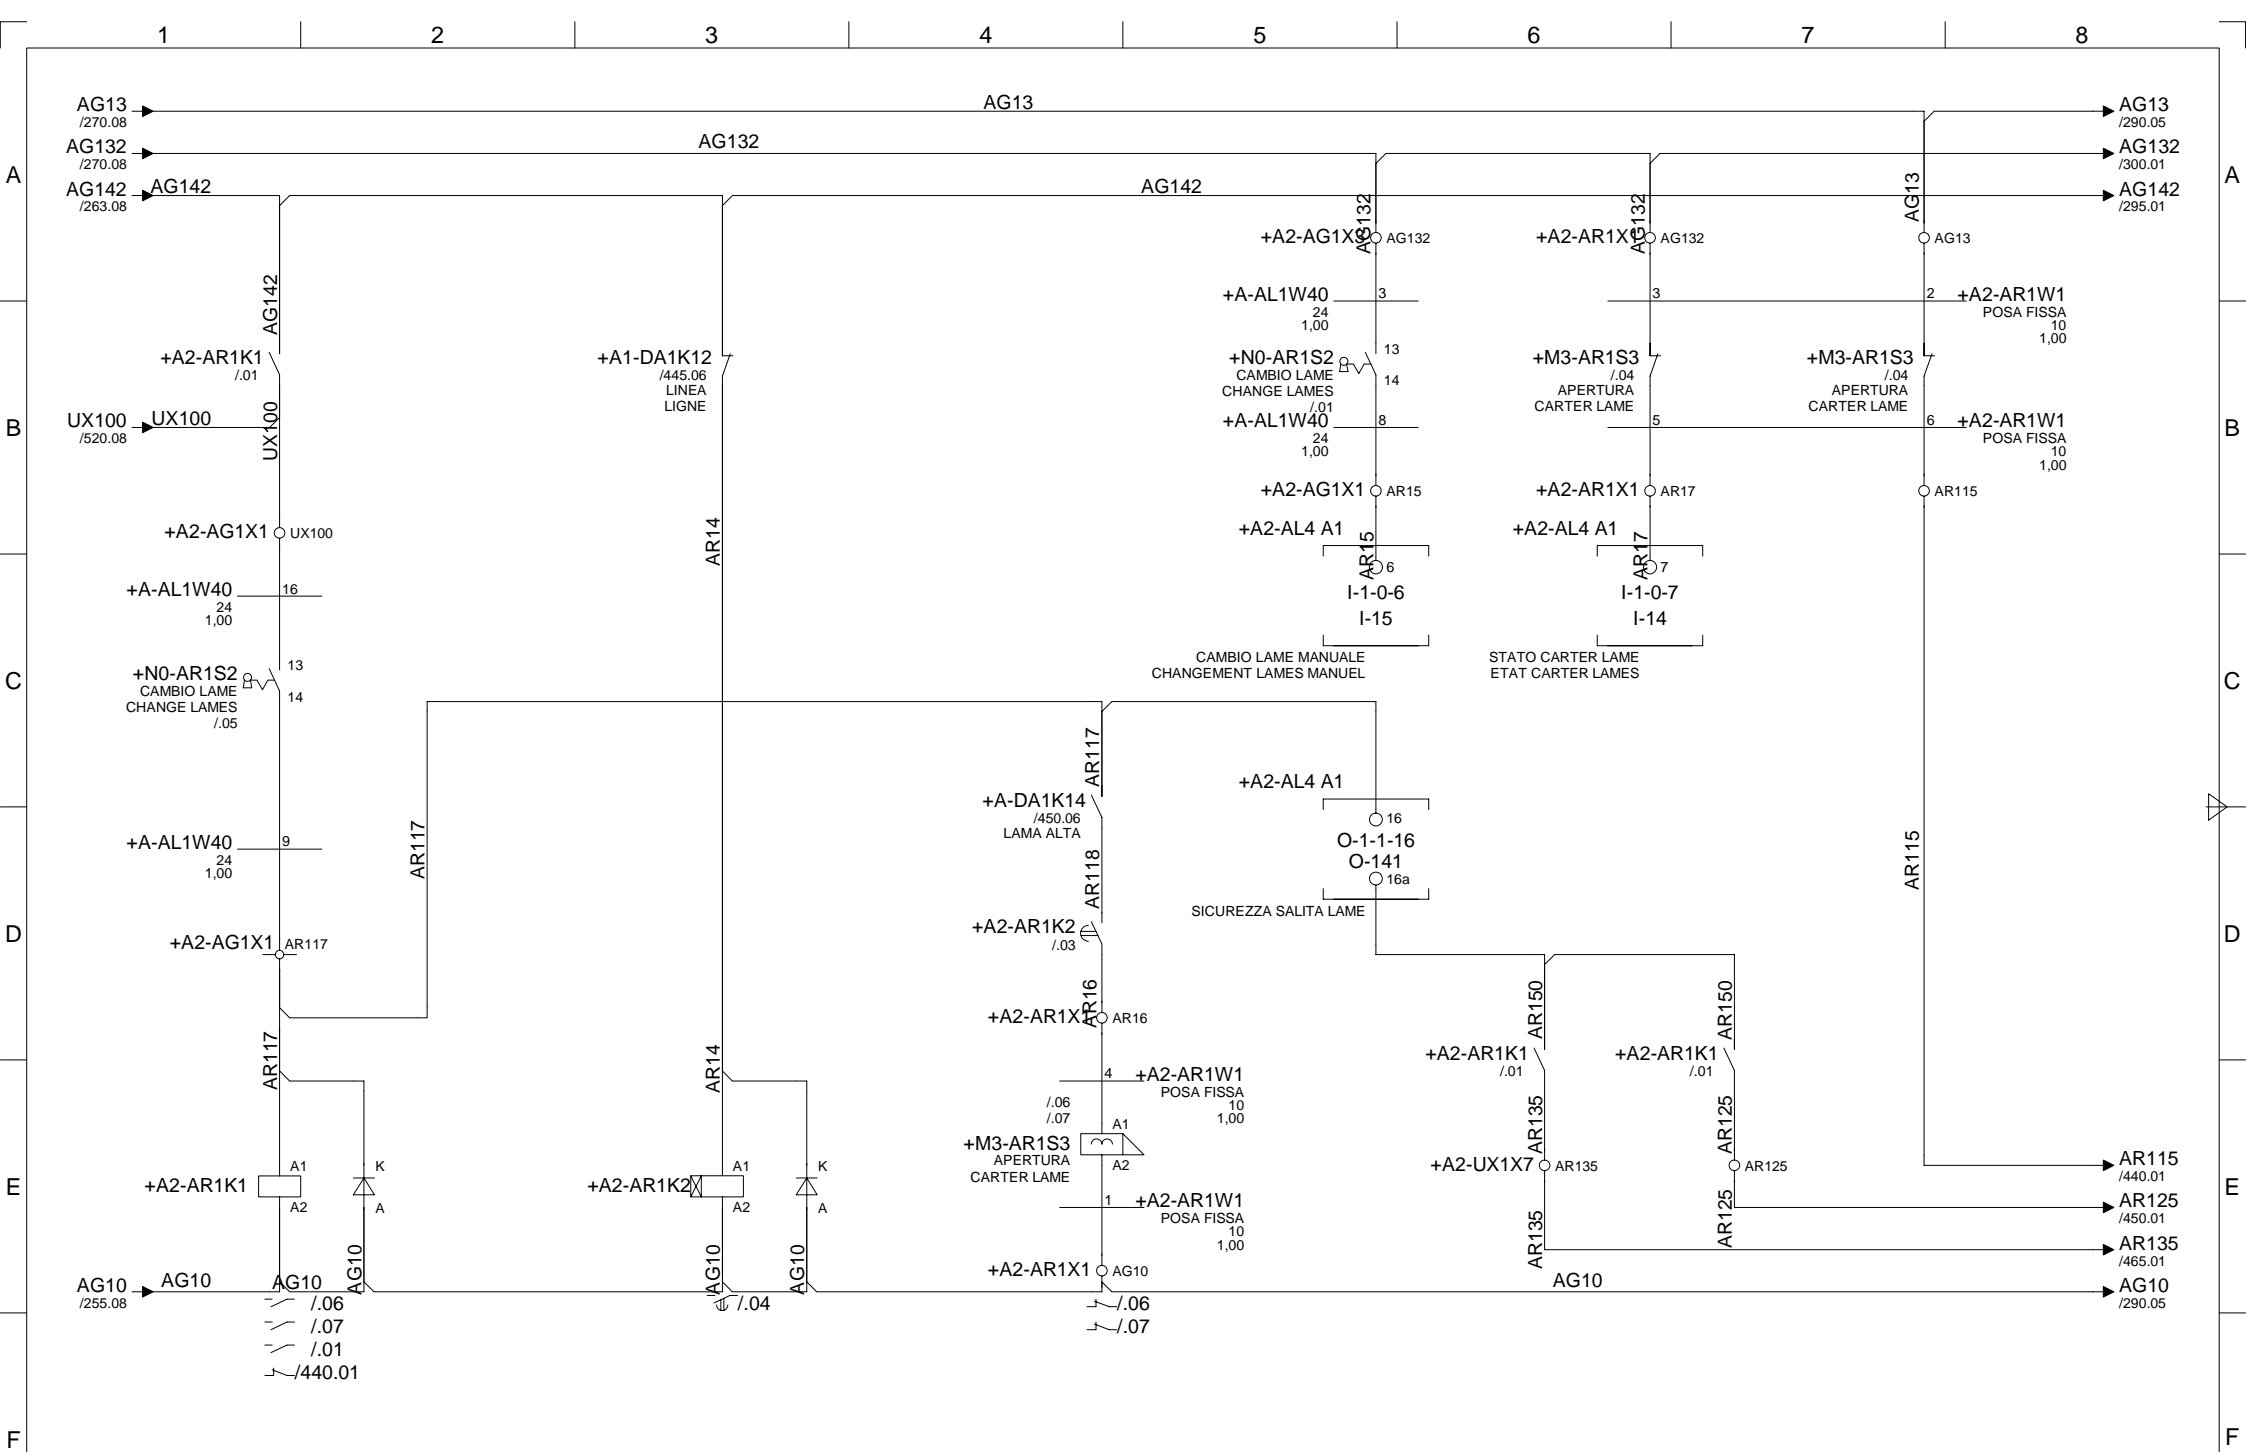 1 2 3 4 5 6 7 8
AG13
/270.08
AG13
AG13
/290.05
AG132
/270.08
AG132
AG132
/300.01
A
A
AG142
/263.08
AG142
AG142
AG142
/295.01
AG132
AG132
AG13
+A2-AG1X3
AG132
+A2-AR1X1
AG132
AG13
AG142
+A-AL1W40
24
1,00
3
3
2
+A2-AR1W1
POSA FISSA
10
1,00
+A2-AR1K1
/.01
+A1-DA1K12
/445.06
LINEA
LIGNE
+N0-AR1S2
CAMBIO LAME
CHANGE LAMES
/.01
13
14
+M3-AR1S3
/.04
APERTURA
CARTER LAME
+M3-AR1S3
/.04
APERTURA
CARTER LAME
B
B
UX100
/520.08
UX100
UX100
+A-AL1W40
24
1,00
8
5
6
+A2-AR1W1
POSA FISSA
10
1,00
+A2-AG1X1
AR15
+A2-AR1X1
AR17
AR115
+A2-AG1X1
UX100
AR14
+A2-AL4 A1
+A2-AL4 A1
AR15
AR17
6
I-1-0-6
I-15
7
I-1-0-7
I-14
+A-AL1W40
24
1,00
16
CAMBIO LAME MANUALE
CHANGEMENT LAMES MANUEL
STATO CARTER LAME
ETAT CARTER LAMES
C
C
+N0-AR1S2
CAMBIO LAME
CHANGE LAMES
/.05
13
14
AR117
+A-DA1K14
/450.06
LAMA ALTA
+A2-AL4 A1
16
O-1-1-16
O-141
16a
SICUREZZA SALITA LAME
+A-AL1W40
24
1,00
9
AR117
AR118
AR115
D
D
+A2-AG1X1
AR117
+A2-AR1K2
/.03
AR16
+A2-AR1X1
AR16
AR150
AR150
AR117
AR14
+A2-AR1K1
/.01
+A2-AR1K1
/.01
4
+A2-AR1W1
POSA FISSA
10
1,00
/.06
/.07
+M3-AR1S3
APERTURA
CARTER LAME
A1
A2
AR135
AR125
E
E
+A2-AR1K1
A1
A2
K
A
+A2-AR1K2
A1
A2
K
A
+A2-UX1X7
AR135
AR125
AR115
/440.01
1
+A2-AR1W1
POSA FISSA
10
1,00
AR135
AR125
AR125
/450.01
AR135
/465.01
+A2-AR1X1
AG10
AG10
/255.08
AG10
AG10
AG10
AG10
AG10
AG10
AG10
/290.05
/.06
/.07
/.01
/440.01
/.04
/.06
/.07
F
F